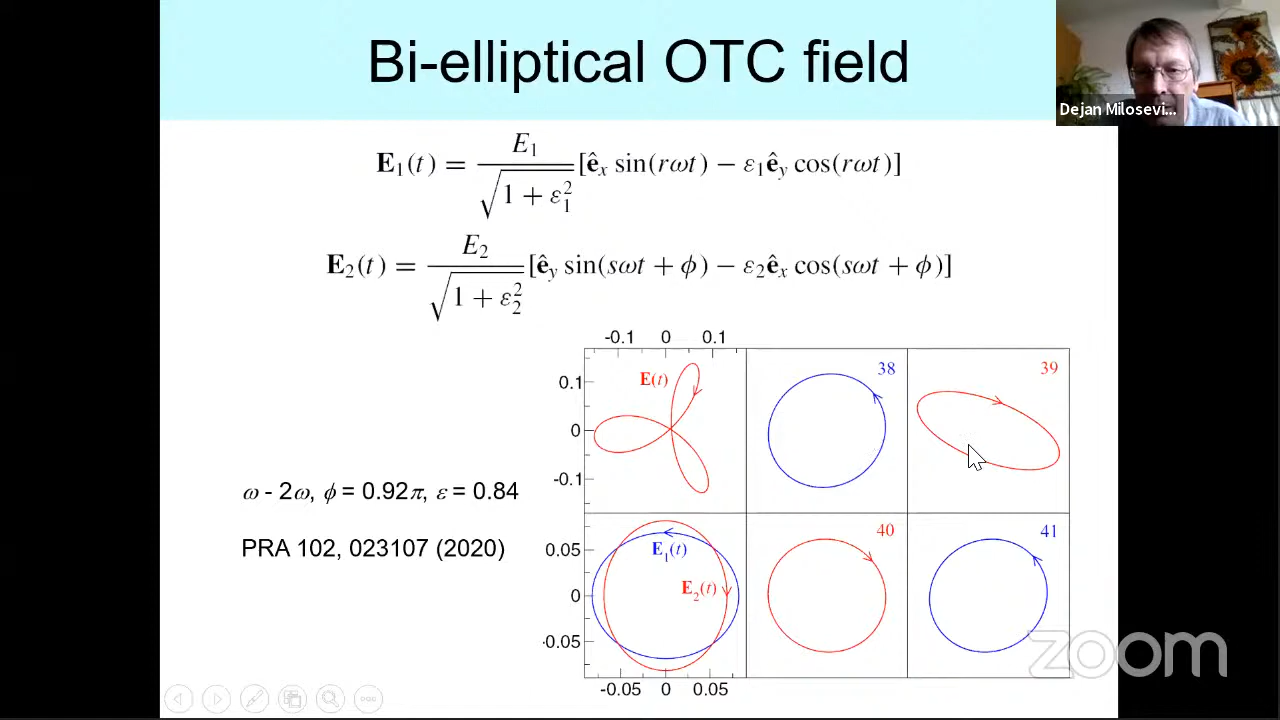 Bi-elliptical OTC field
Dejan Milosevi...
E₁(t) = E₁ / √(1 + ε₁²) [êₓ sin(rωt) − ε₁ê_y cos(rωt)]
E₂(t) = E₂ / √(1 + ε₂²) [ê_y sin(sωt + ϕ) − ε₂êₓ cos(sωt + ϕ)]
-0.1 0 0.1
0.1 E(t) 38 39
0
-0.1
ω - 2ω, ϕ = 0.92π, ε = 0.84
PRA 102, 023107 (2020)
40 41
0.05 E₁(t)
E₂(t)
0
-0.05
-0.05 0 0.05
zoom